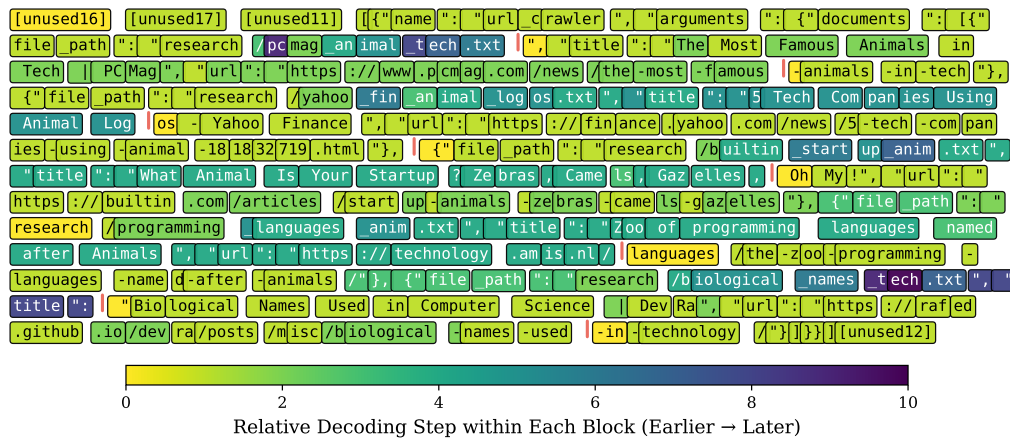 [unused16] [unused17] [unused11] [{"name": "url_crawler", "arguments": {"documents": [{"
file_path": "research/pcmag_animal_tech.txt", "title": "The Most Famous Animals in
Tech | PCMag", "url": "https://www.pcmag.com/news/the-most-famous-animals-in-tech"},
{"file_path": "research/yahoo_fin_animal_logos.txt", "title": "5 Tech Companies Using
Animal Logos - Yahoo Finance", "url": "https://finance.yahoo.com/news/5-tech-compan
ies-using-animal-181832719.html"}, {"file_path": "research/builtin_startup_anim.txt",
"title": "What Animal Is Your Startup? Zebras, Camels, Gazelles, Oh My!", "url": "
https://builtin.com/articles/startup-animals-zebras-camels-gazelles"}, {"file_path": "
research/programming_languages_anim.txt", "title": "Zoo of programming languages named
after Animals", "url": "https://technology.am.is.nl/languages/the-zoo-programming-
languages-named-after-animals/"}, {"file_path": "research/biological_names_tech.txt", "
title": "Biological Names Used in Computer Science | DevRa", "url": "https://rafed
.github.io/devra/posts/misc/biological-names-used-in-technology/"}]}][unused12]
0 2 4 6 8 10
Relative Decoding Step within Each Block (Earlier → Later)